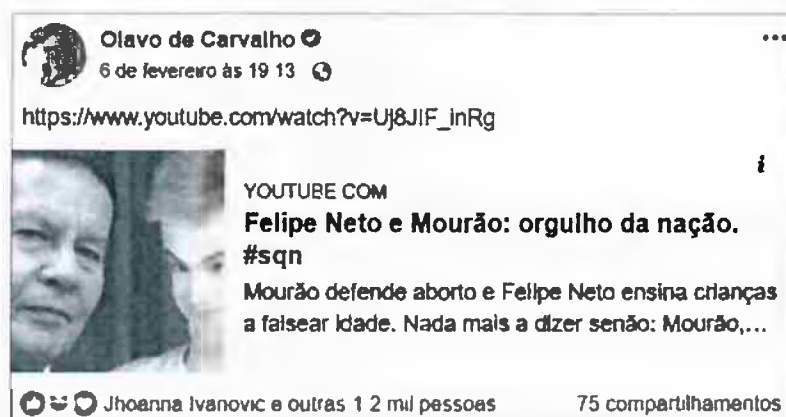 Olavo de Carvalho
6 de fevereiro às 19 13
https://www.youtube.com/watch?v=Uj8JIF_inRg
YOUTUBE COM
Felipe Neto e Mourão: orgulho da nação.
#sqn
Mourão defende aborto e Felipe Neto ensina crianças
a falsear idade. Nada mais a dizer senão: Mourão,...
Jhoanna Ivanovic e outras 1 2 mil pessoas
75 compartilhamentos